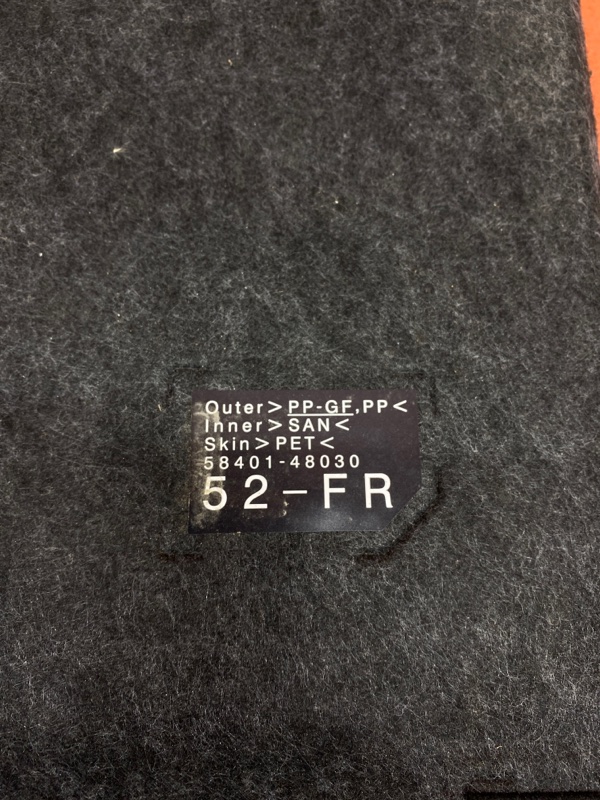 Outer>PP-GF,PP<
Inner>SAN<
Skin>PET<
58401-48030
52-FR